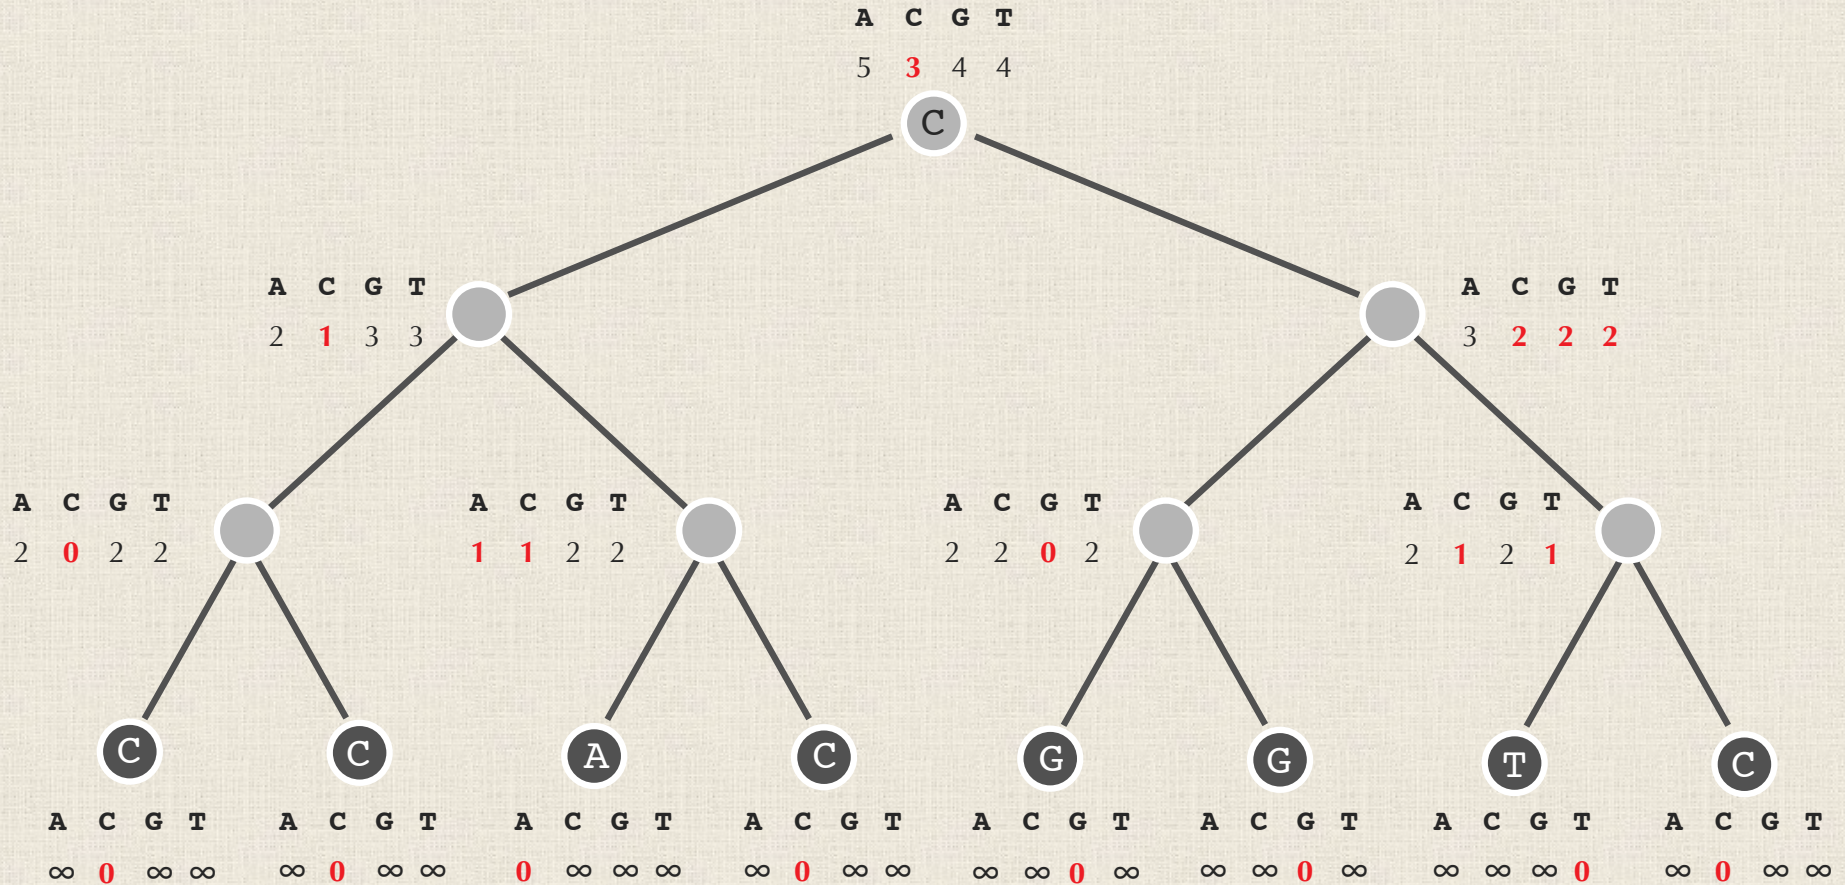 A C G T
5 3 4 4
C
A C G T
2 1 3 3
A C G T
3 2 2 2
A C G T
2 0 2 2
A C G T
1 1 2 2
A C G T
2 2 0 2
A C G T
2 1 2 1
C
C
A
C
G
G
T
C
A C G T
∞ 0 ∞ ∞
A C G T
∞ 0 ∞ ∞
A C G T
0 ∞ ∞ ∞
A C G T
∞ 0 ∞ ∞
A C G T
∞ ∞ 0 ∞
A C G T
∞ ∞ 0 ∞
A C G T
∞ ∞ ∞ 0
A C G T
∞ 0 ∞ ∞